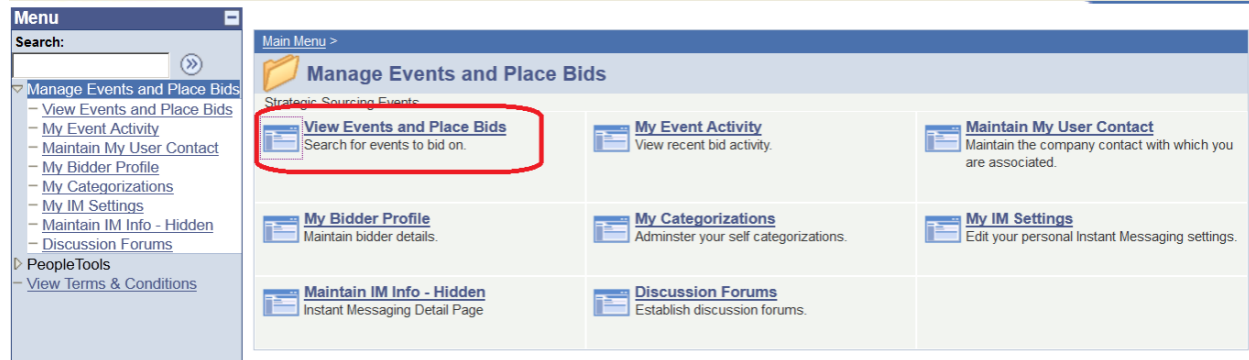 Menu
Search:
Manage Events and Place Bids
View Events and Place Bids
My Event Activity
Maintain My User Contact
My Bidder Profile
My Categorizations
My IM Settings
Maintain IM Info - Hidden
Discussion Forums
PeopleTools
View Terms & Conditions
Main Menu >
Manage Events and Place Bids
Strategic Sourcing Events
View Events and Place Bids
Search for events to bid on.
My Event Activity
View recent bid activity.
Maintain My User Contact
Maintain the company contact with which you
are associated.
My Bidder Profile
Maintain bidder details.
My Categorizations
Adminster your self categorizations.
My IM Settings
Edit your personal Instant Messaging settings.
Maintain IM Info - Hidden
Instant Messaging Detail Page
Discussion Forums
Establish discussion forums.